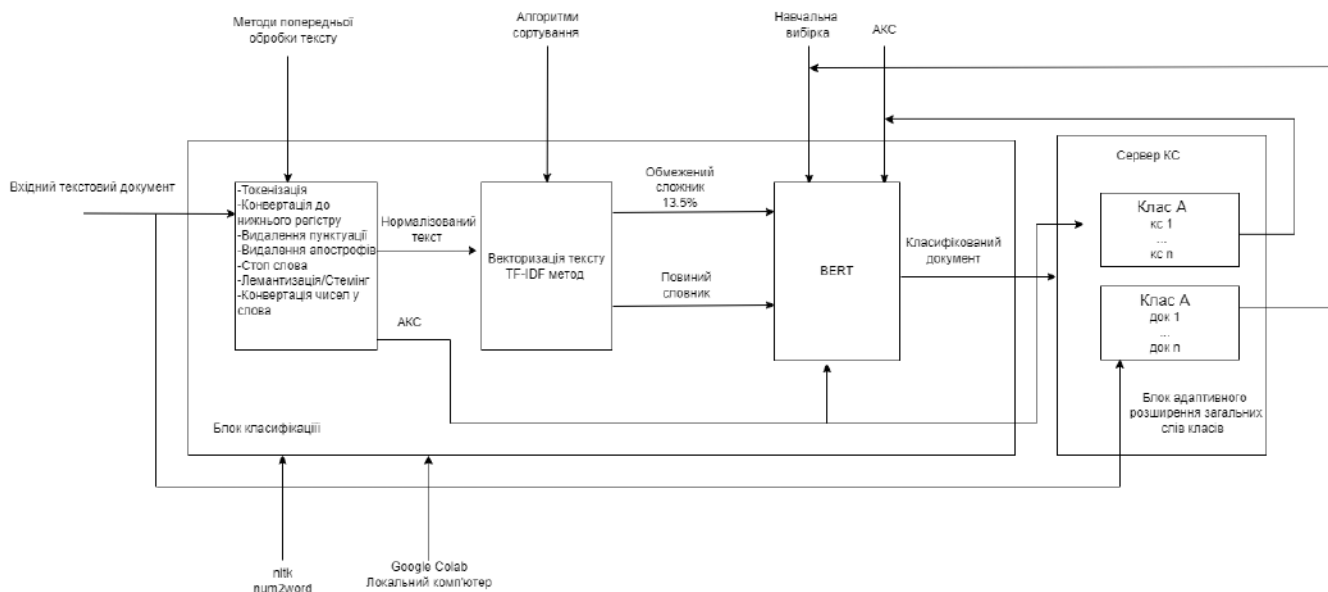 Методи попередньої
обробки тексту
Алгоритми
сортування
Навчальна
вибірка
АКС
Вхідний текстовий документ
-Токенізація
-Конвертація до
нижнього регістру
-Видалення пунктуації
-Видалення апострофів
-Стоп слова
-Лемантизація/Стемінг
-Конвертація чисел у
слова
Нормалізований
текст
АКС
Векторизація тексту
TF-IDF метод
Обмежений
сложник
13.5%
Повиний
словник
BERT
Класифікований
документ
Сервер КС
Клас А
кс 1
...
кс n
Клас А
док 1
...
док n
Блок адаптивного
розширення загальних
слів класів
Блок класифікаціії
nltk
num2word
Google Colab
Локальний комп'ютер